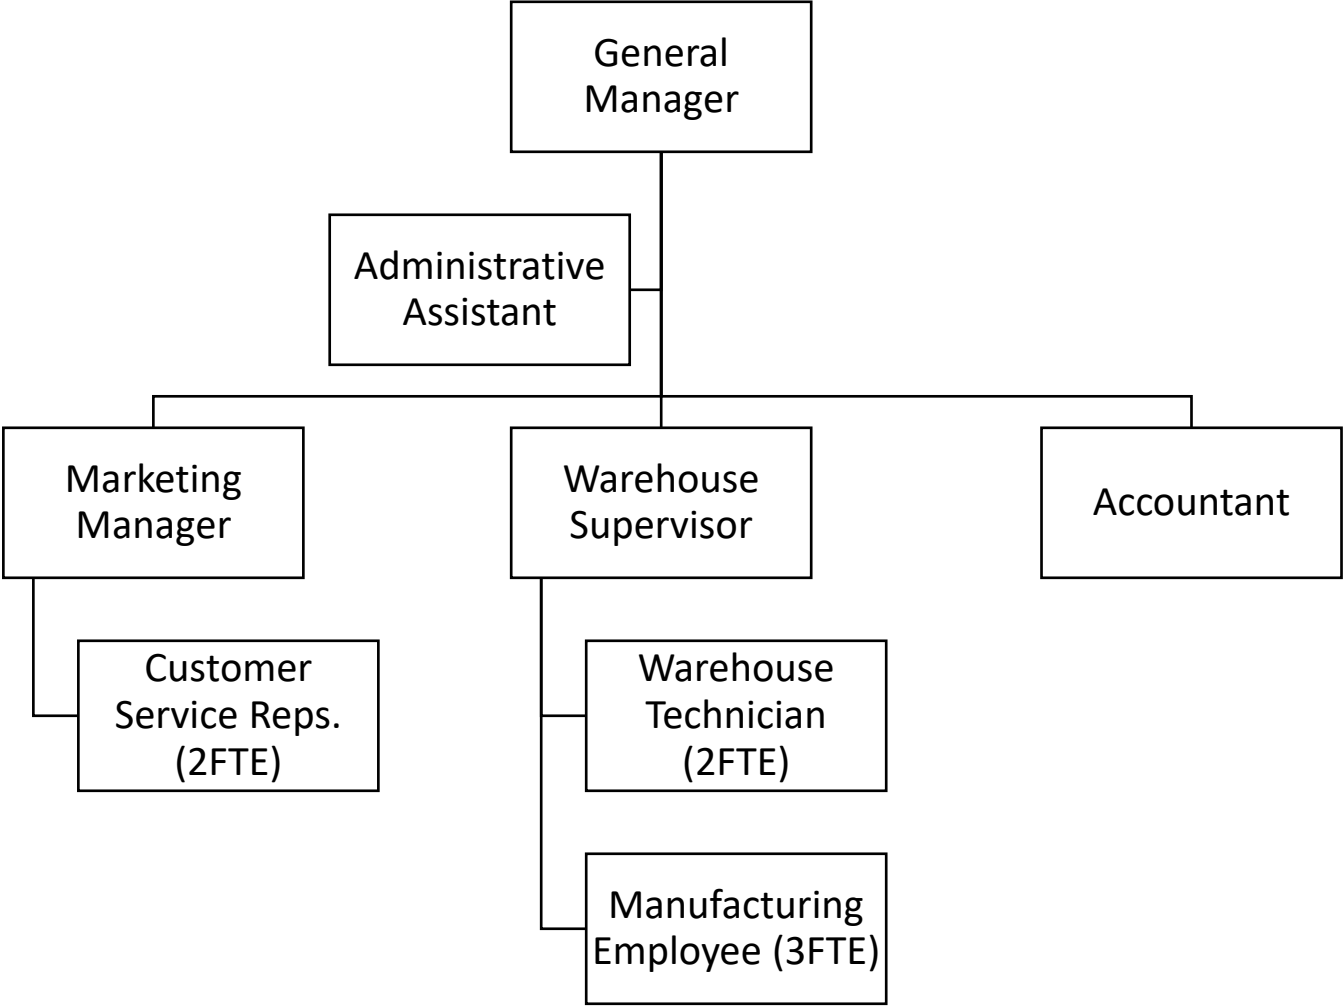 General
Manager
Administrative
Assistant
Marketing
Manager
Warehouse
Supervisor
Accountant
Customer
Service Reps.
(2FTE)
Warehouse
Technician
(2FTE)
Manufacturing
Employee (3FTE)